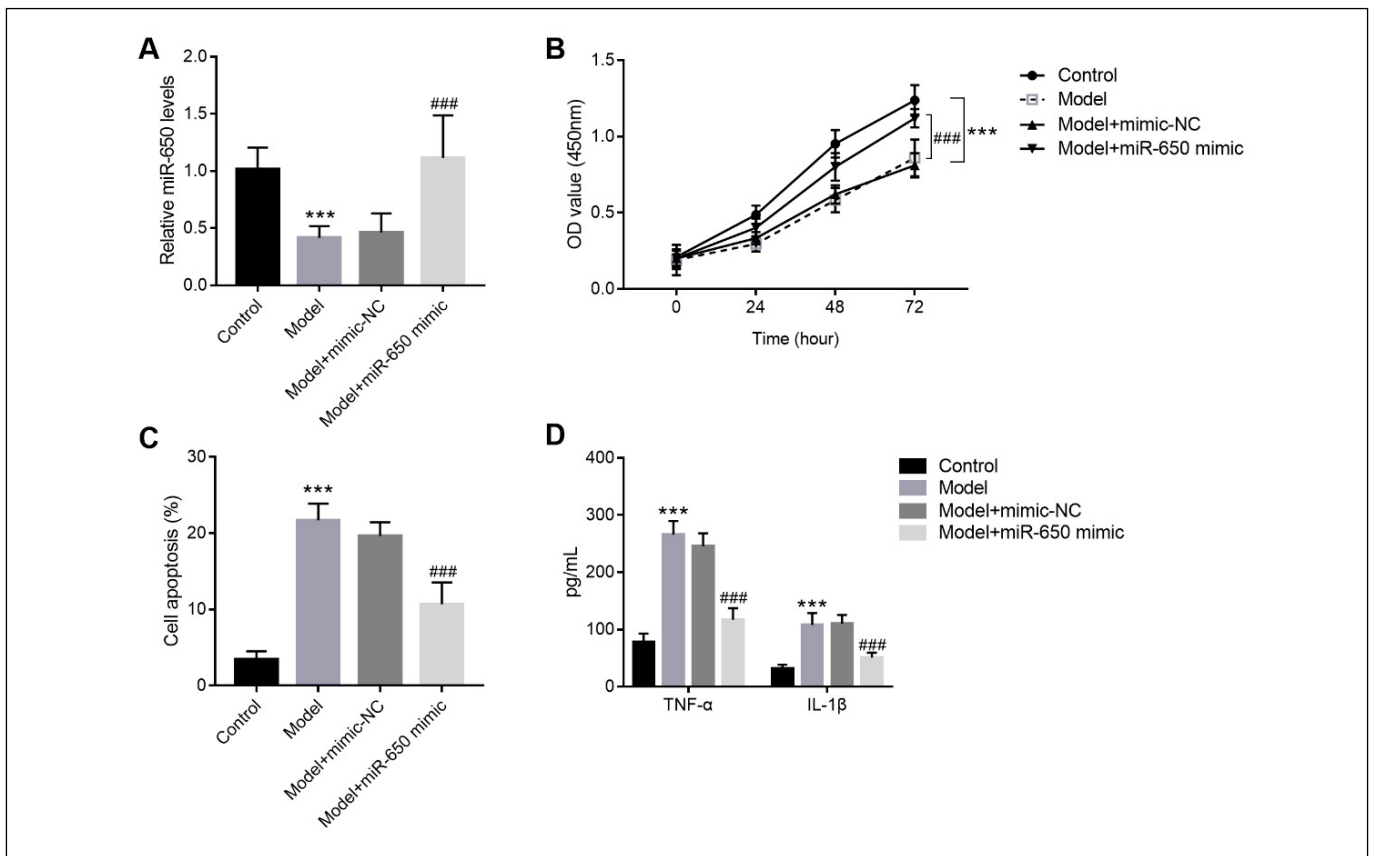 A
Relative miR-650 levels
2.0
1.5
1.0
0.5
0.0
***
###
Control
Model
Model+mimic-NC
Model+miR-650 mimic
B
OD value (450nm)
1.5
1.0
0.5
0.0
0
24
48
72
Time (hour)
###
***
Control
Model
Model+mimic-NC
Model+miR-650 mimic
C
Cell apoptosis (%)
30
20
10
0
***
###
Control
Model
Model+mimic-NC
Model+miR-650 mimic
D
pg/mL
400
300
200
100
0
***
###
***
###
TNF-α
IL-1β
Control
Model
Model+mimic-NC
Model+miR-650 mimic